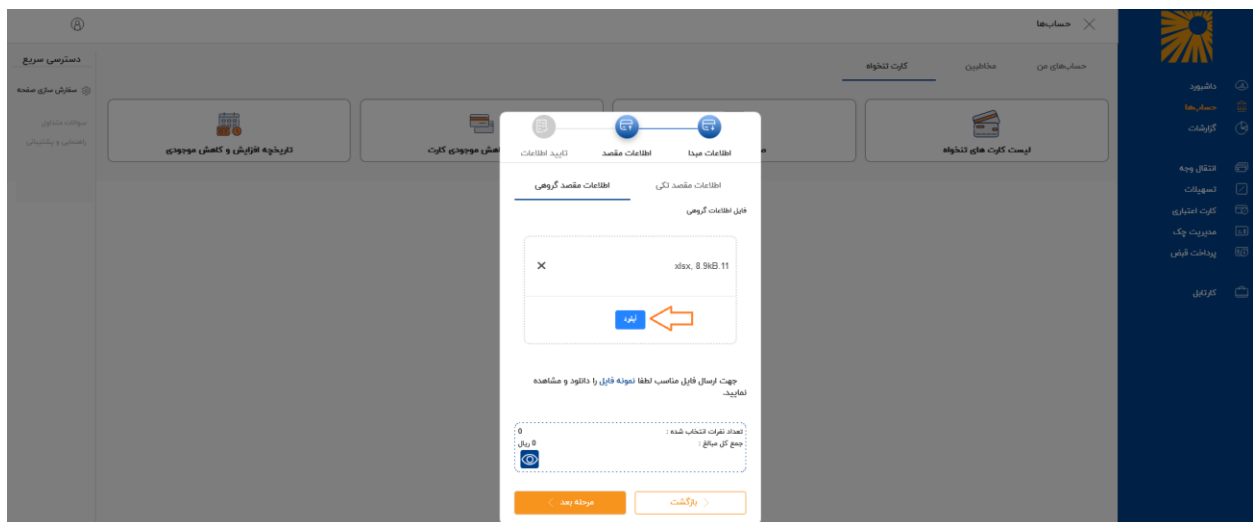 حساب‌ها
دسترسی سریع
سفارش سازی صفحه
سوالات متداول
راهنمایی و پشتیبانی
حساب‌های من
مخاطبین
کارت تنخواه
لیست کارت های تنخواه
اهش موجودی کارت
تاریخچه افزایش و کاهش موجودی
داشبورد
حساب‌ها
گزارشات
انتقال وجه
تسهیلات
کارت اعتباری
مدیریت چک
پرداخت قبض
کارتابل
اطلاعات مبدا
اطلاعات مقصد
تایید اطلاعات
اطلاعات مقصد تکی
اطلاعات مقصد گروهی
فایل اطلاعات گروهی
xlsx, 8.9kB.11
آپلود
جهت ارسال فایل مناسب لطفا نمونه فایل را دانلود و مشاهده
نمایید.
تعداد نفرات انتخاب شده : 0
جمع کل مبالغ : 0 ریال
بازگشت
مرحله بعد